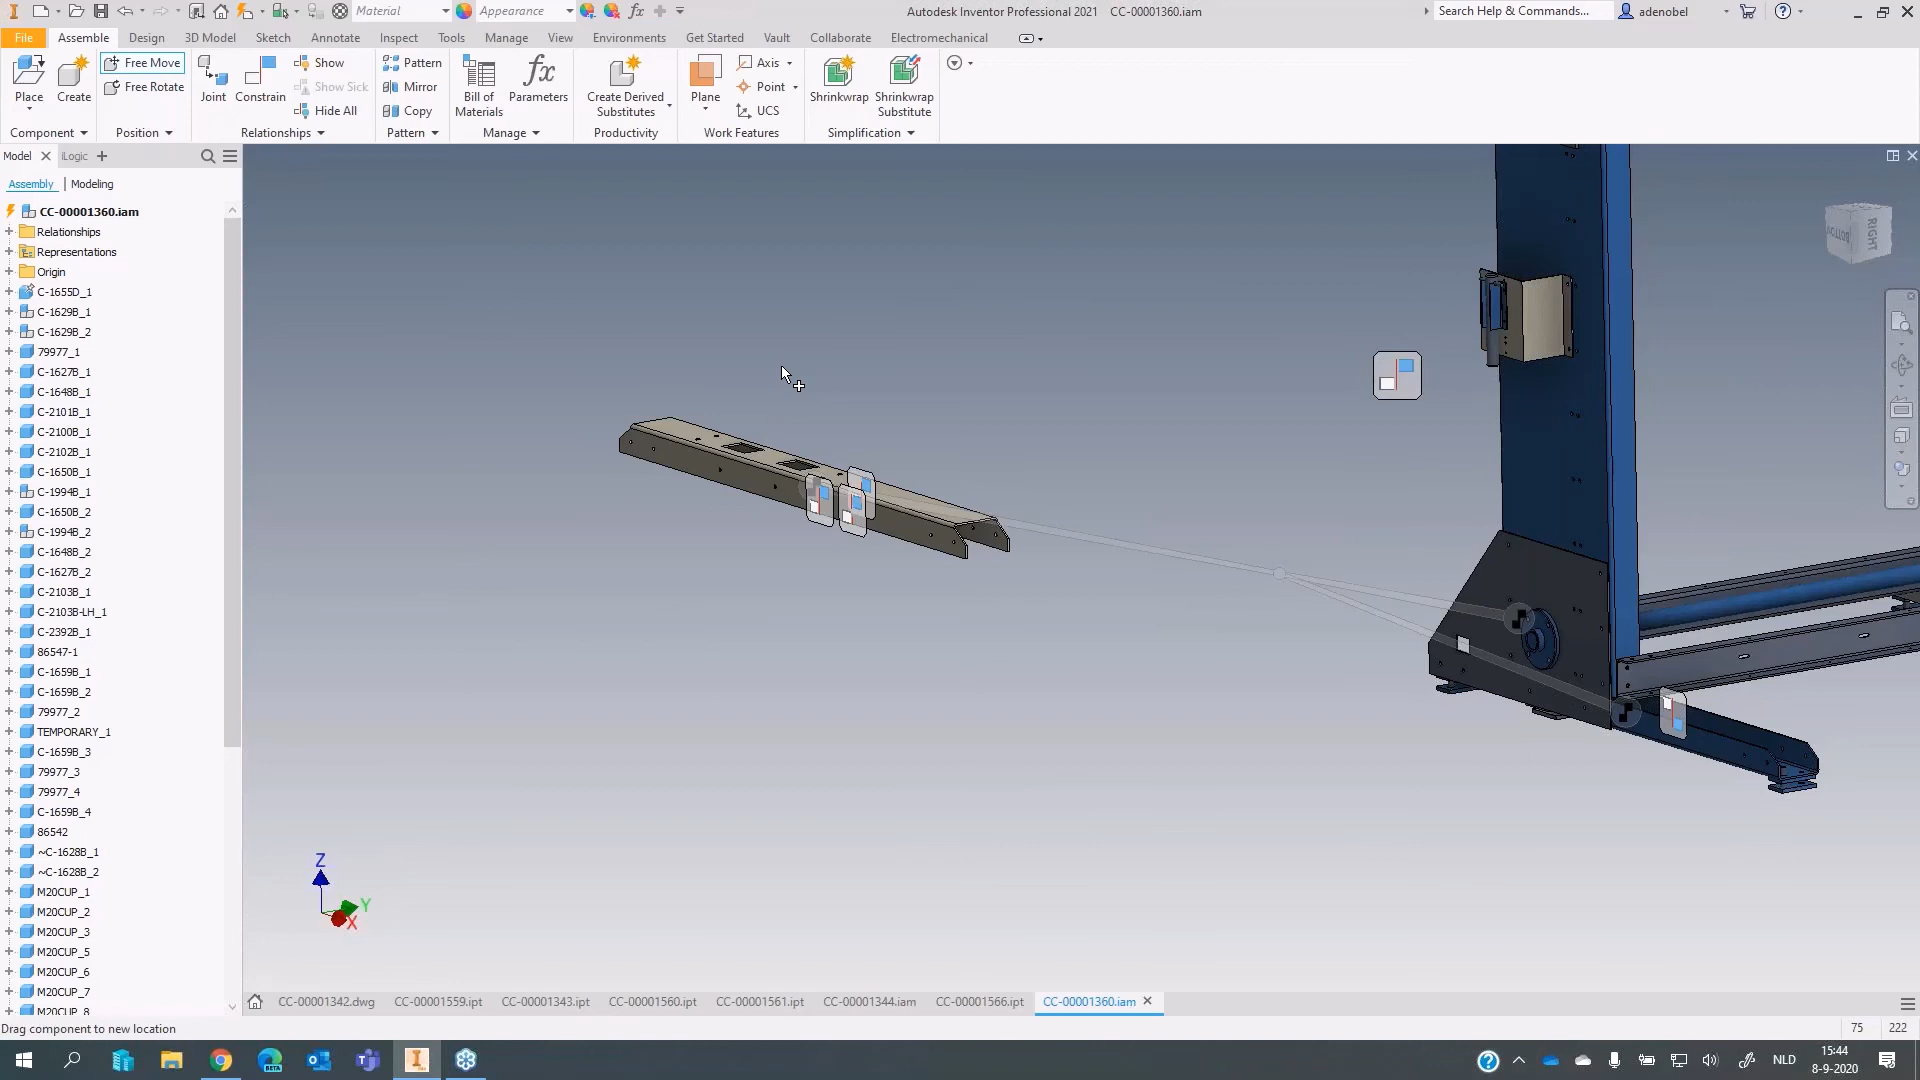 Material
Appearance
fx
Autodesk Inventor Professional 2021 CC-00001360.iam
Search Help & Commands...
adenobel
File Assemble Design 3D Model Sketch Annotate Inspect Tools Manage View Environments Get Started Vault Collaborate Electromechanical
Place
Create
Free Move
Free Rotate
Component
Position
Joint
Constrain
Show
Show Sick
Hide All
Relationships
Pattern
Mirror
Copy
Pattern
Bill of
Materials
fx
Parameters
Manage
Create Derived
Substitutes
Productivity
Plane
Axis
Point
UCS
Work Features
Shrinkwrap
Shrinkwrap
Substitute
Simplification
Model
iLogic
Assembly
Modeling
CC-00001360.iam
Relationships
Representations
Origin
C-1655D_1
C-1629B_1
C-1629B_2
79977_1
C-1627B_1
C-1648B_1
C-2101B_1
C-2100B_1
C-2102B_1
C-1650B_1
C-1994B_1
C-1650B_2
C-1994B_2
C-1648B_2
C-1627B_2
C-2103B_1
C-2103B-LH_1
C-2392B_1
86547-1
C-1659B_1
C-1659B_2
79977_2
TEMPORARY_1
C-1659B_3
79977_3
79977_4
C-1659B_4
86542
~C-1628B_1
~C-1628B_2
M20CUP_1
M20CUP_2
M20CUP_3
M20CUP_5
M20CUP_6
M20CUP_7
M20CUP_8
BOTTOM
RIGHT
Z
Y
X
CC-00001342.dwg CC-00001559.ipt CC-00001343.ipt CC-00001560.ipt CC-00001561.ipt CC-00001344.iam CC-00001566.ipt CC-00001360.iam
Drag component to new location
75 222
BETA
NLD
15:44
8-9-2020